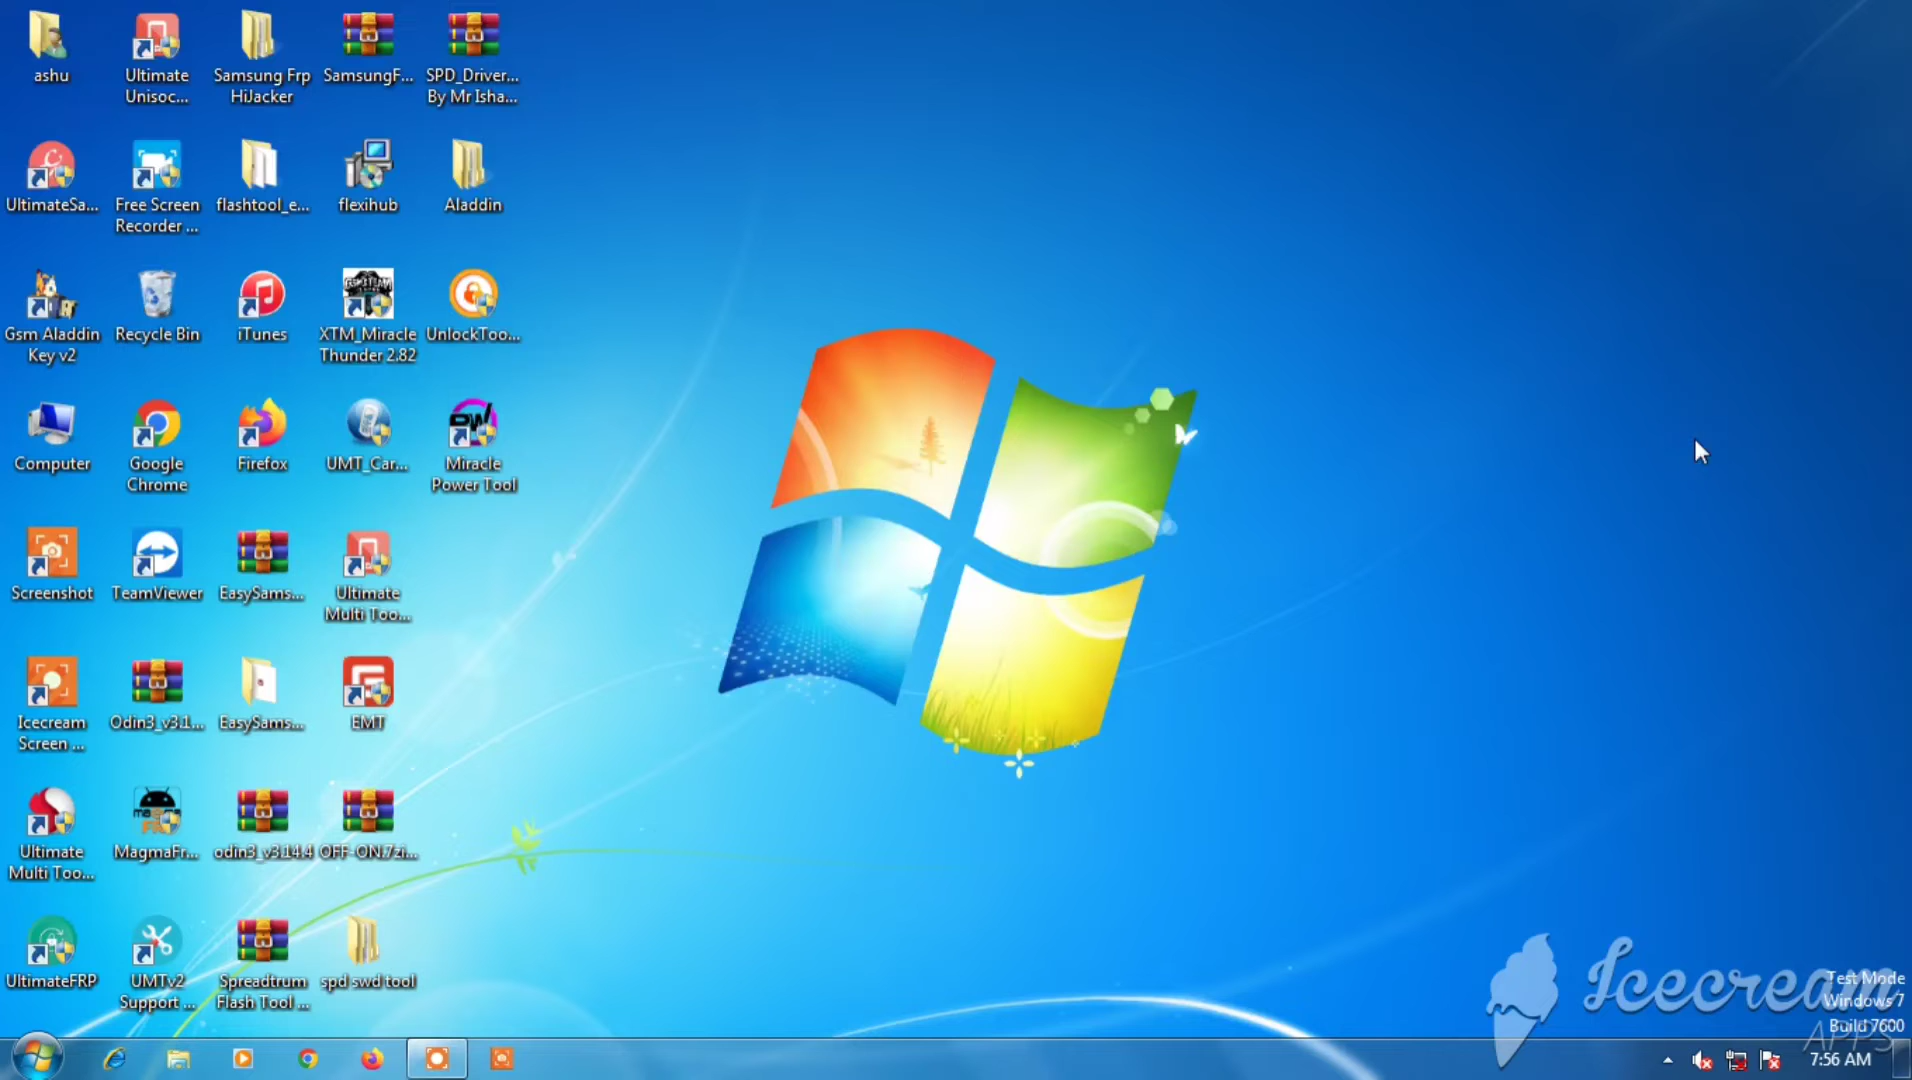 ashu
Ultimate
Unisoc...
Samsung Frp
HiJacker
SamsungF...
SPD_Driver...
By Mr Isha...
UltimateSa...
Free Screen
Recorder ...
flashtool_e...
flexihub
Aladdin
Gsm Aladdin
Key v2
Recycle Bin
iTunes
XTM_Miracle
Thunder 2.82
UnlockToo...
Computer
Google
Chrome
Firefox
UMT_Car...
Miracle
Power Tool
Screenshot
TeamViewer
EasySams...
Ultimate
Multi Too...
Icecream
Screen ...
Odin3_v3.1...
EasySams...
EMT
Ultimate
Multi Too...
MagmaFr...
odin3_v3.14.4
OFF-ON.7zi...
UltimateFRP
UMTv2
Support ...
Spreadtrum
Flash Tool ...
spd swd tool
Icecream
APPS
Test Mode
Windows 7
Build 7600
7:56 AM